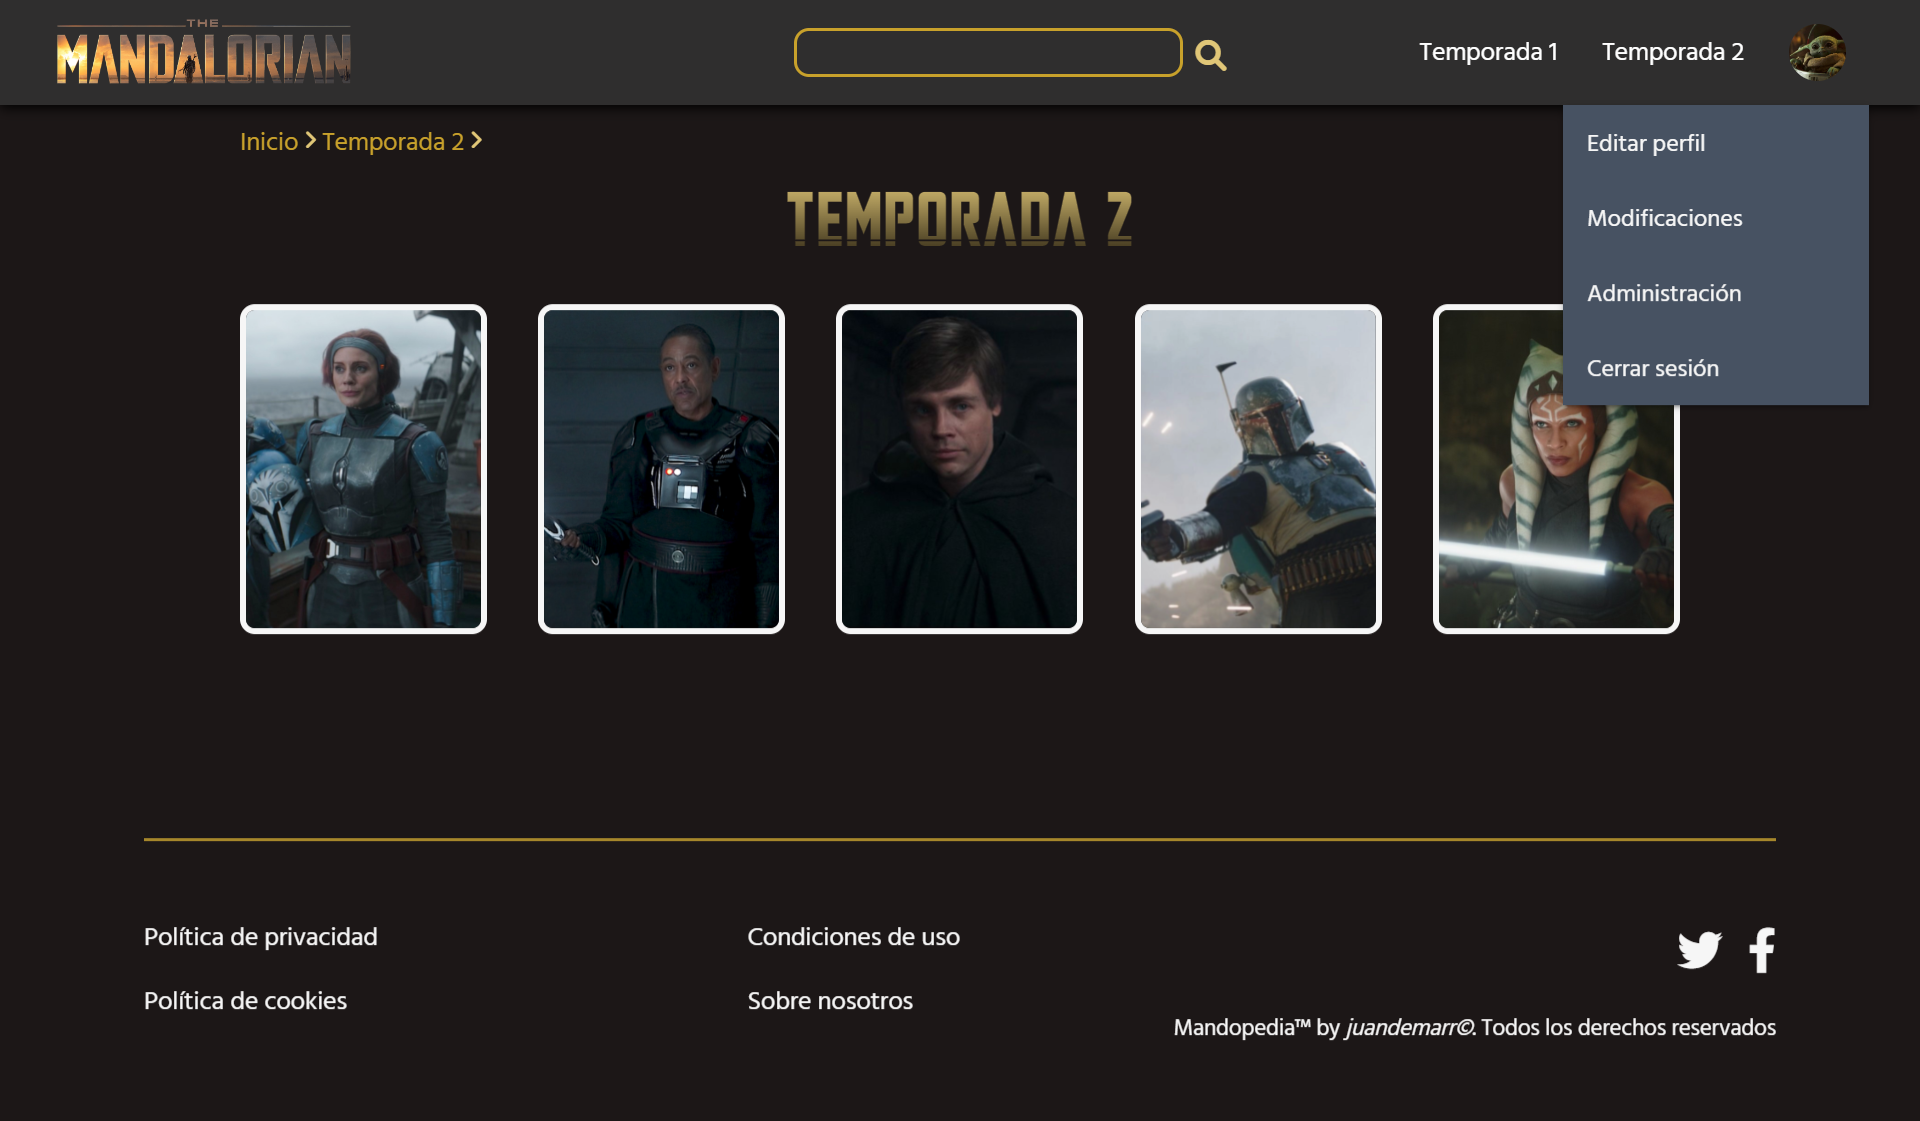 THE
MANDALORIAN
Temporada 1
Temporada 2
Inicio
Temporada 2
Editar perfil
Modificaciones
Administración
Cerrar sesión
TEMPORADA 2
Política de privacidad
Condiciones de uso
Política de cookies
Sobre nosotros
Mandopedia™ by juandemarr©. Todos los derechos reservados